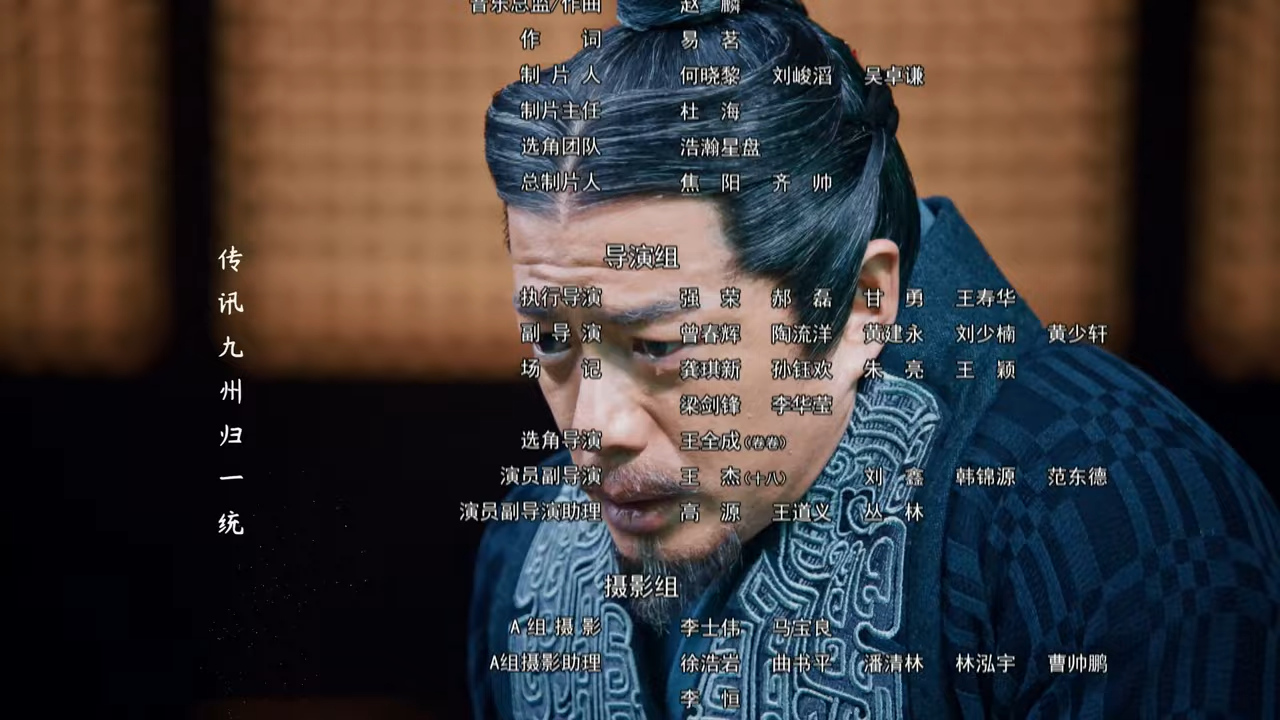 音乐总监/作曲 赵麟
作词 易茗
制片人 何晓黎 刘峻滔 吴卓谦
制片主任 杜海
选角团队 浩瀚星盘
总制片人 焦阳 齐帅
导演组
执行导演 强荣 郝磊 甘勇 王寿华
副导演 曾春辉 陶流洋 黄建永 刘少楠 黄少轩
场记 龚琪新 孙钰欢 朱亮 王颖
梁剑锋 李华莹
选角导演 王全成(卷卷)
演员副导演 王杰(十八) 刘鑫 韩锦源 范东德
演员副导演助理 高源 王道义 丛林
摄影组
A组摄影 李士伟 马宝良
A组摄影助理 徐浩岩 曲书平 潘清林 林泓宇 曹帅鹏
李恒
传讯九州归一统